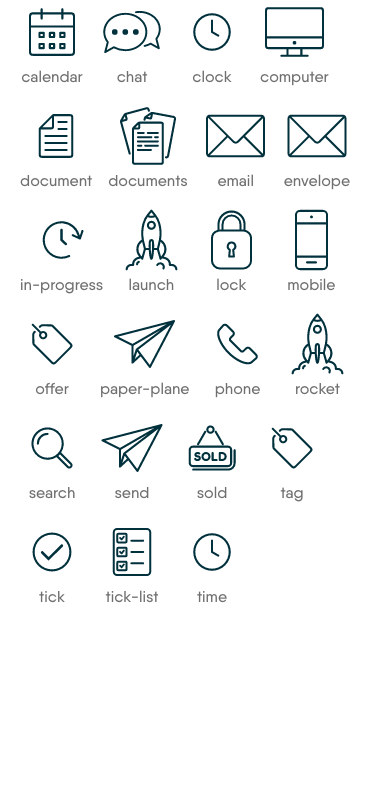 calendar chat clock computer
document documents email envelope
in-progress launch lock mobile
offer paper-plane phone rocket
SOLD
search send sold tag
tick tick-list time